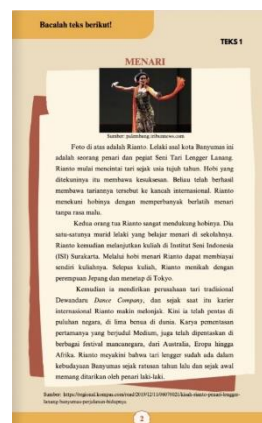 Bacalah teks berikut!
TEKS 1
MENARI
Sumber: palembang.tribunnews.com
Foto di atas adalah Rianto. Lelaki asal kota Banyumas ini
adalah seorang penari dan pegiat Seni Tari Lengger Lanang.
Rianto mulai mencintai tari sejak usia tujuh tahun. Hobi yang
ditekuninya itu membawa kesuksesan. Beliau telah berhasil
membawa tariannya tersebut ke kancah internasional. Rianto
menekuni hobinya dengan memperbanyak berlatih menari
tanpa rasa malu.
Kedua orang tua Rianto sangat mendukung hobinya. Dia
satu-satunya murid lelaki yang belajar menari di sekolahnya.
Rianto kemudian melanjutkan kuliah di Institut Seni Indonesia
(ISI) Surakarta. Melalui hobi menari Rianto dapat membiayai
sendiri kuliahnya. Selepas kuliah, Rianto menikah dengan
perempuan Jepang dan menetap di Tokyo.
Kemudian ia mendirikan perusahaan tari tradisional
Dewandaru Dance Company, dan sejak saat itu karier
internasional Rianto makin melonjak. Kini ia telah pentas di
puluhan negara, di lima benua di dunia. Karya pementasan
pertamanya yang berjudul Medium, juga telah dipentaskan di
berbagai festival mancanegara, dari Australia, Eropa hingga
Afrika. Rianto meyakini bahwa tari lengger sudah ada dalam
kebudayaan Banyumas sejak ratusan tahun lalu dan sejak awal
memang ditarikan oleh penari laki-laki.
2